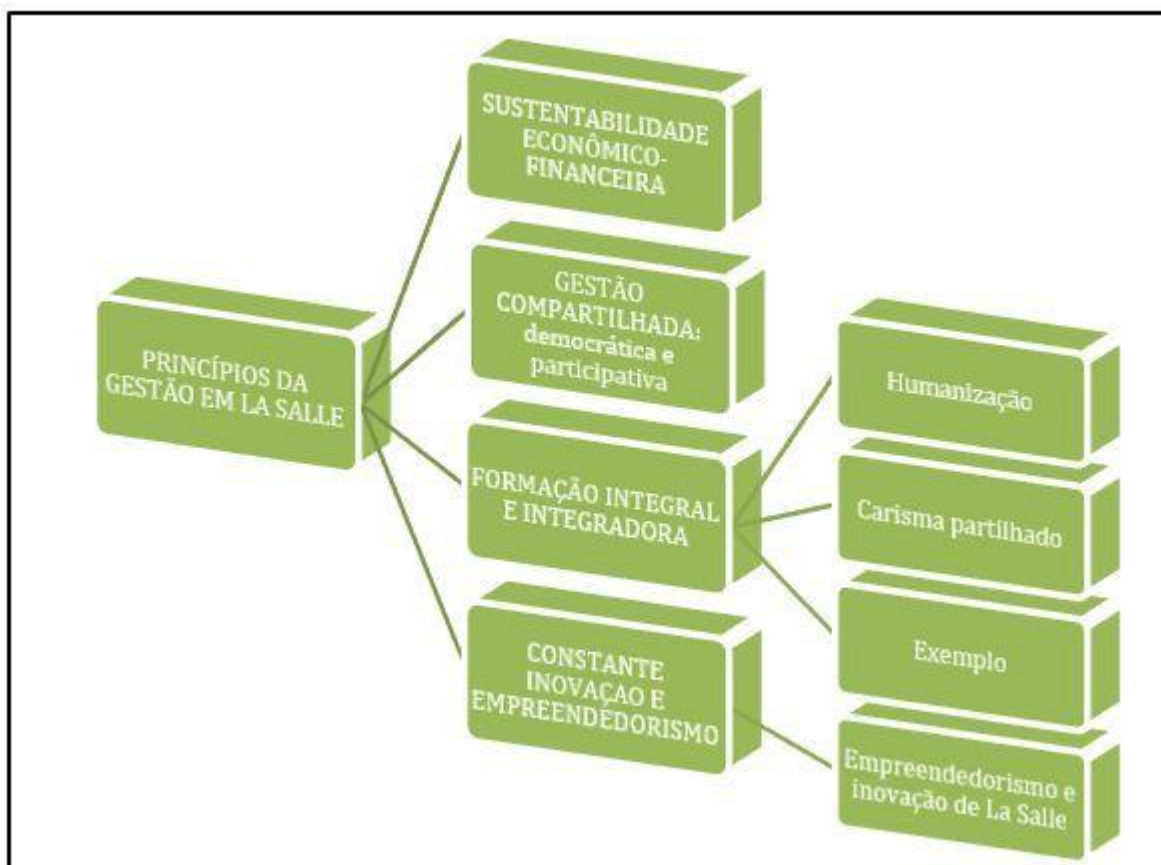 PRINCÍPIOS DA
GESTÃO EM LA SALLE
SUSTENTABILIDADE
ECONÔMICO-
FINANCEIRA
GESTÃO
COMPARTILHADA:
democrática e
participativa
FORMAÇÃO INTEGRAL
E INTEGRADORA
Humanização
Carisma partilhado
Exemplo
CONSTANTE
INOVAÇAO E
EMPREENDEDORISMO
Empreendedorismo e
inovação de La Salle